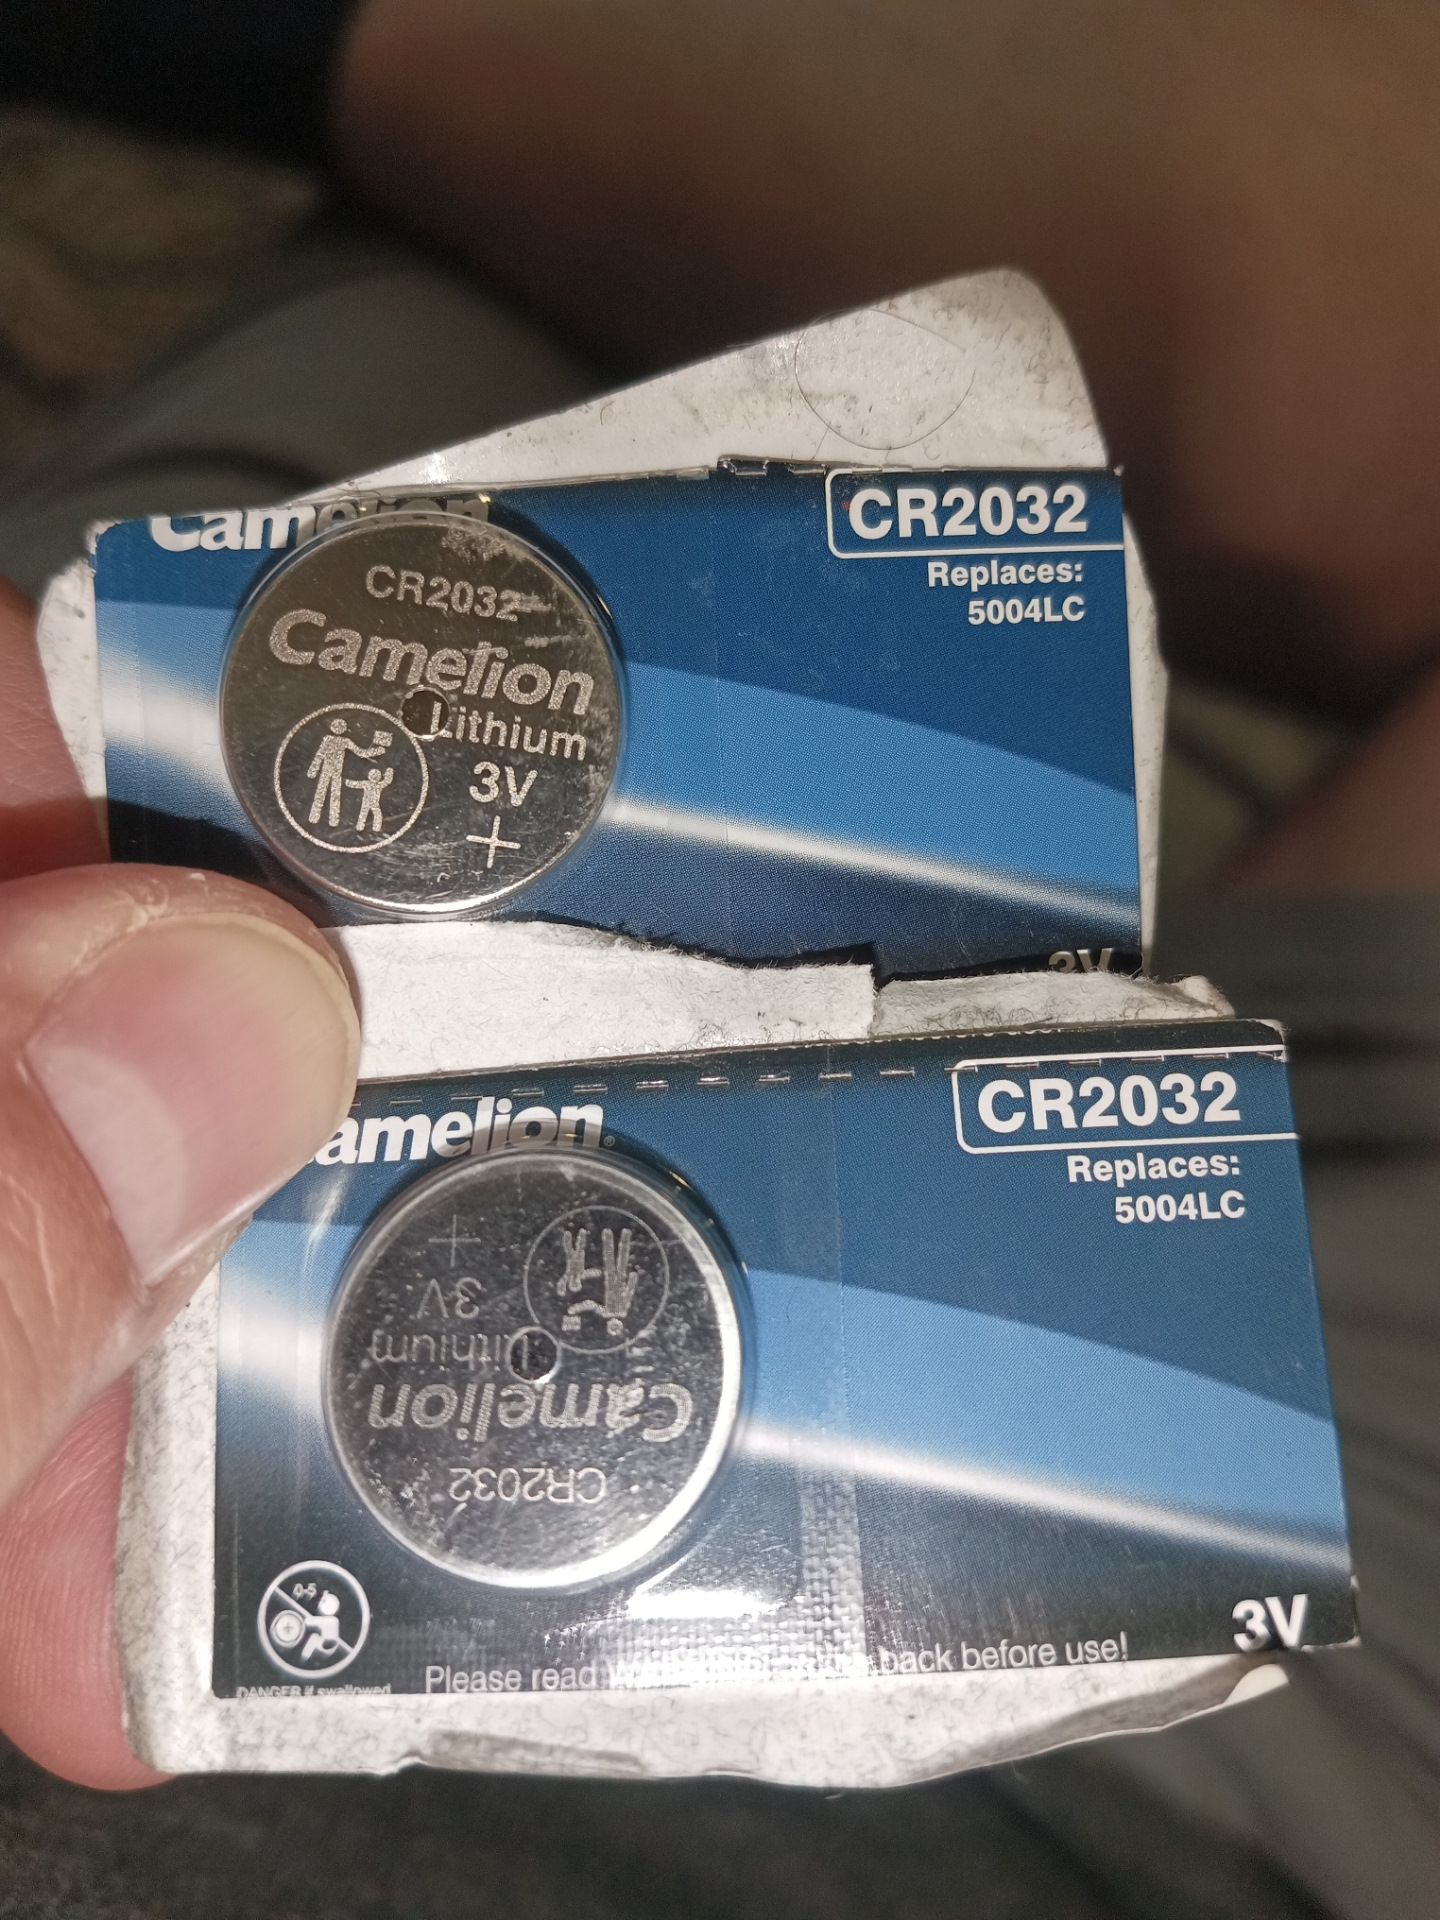 Camelion
CR2032
Replaces:
5004LC
CR2032
Camelion
Lithium
3V
+
3V
Camelion®
CR2032
Replaces:
5004LC
+
3V
Lithium
Camelion
CR2032
0-5
3V
Please read back before use!
DANGER if swallowed